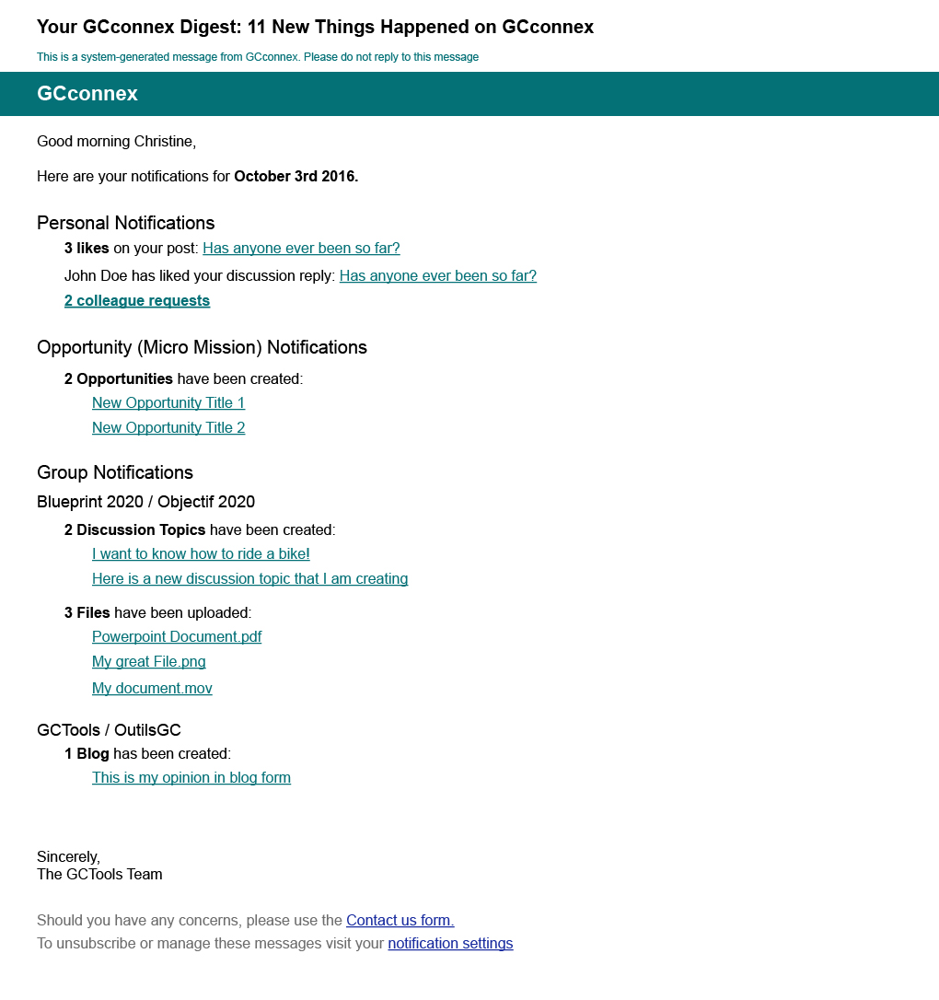 Your GCconnex Digest: 11 New Things Happened on GCconnex
This is a system-generated message from GCconnex. Please do not reply to this message
GCconnex
Good morning Christine,
Here are your notifications for October 3rd 2016.
Personal Notifications
3 likes on your post: Has anyone ever been so far?
John Doe has liked your discussion reply: Has anyone ever been so far?
2 colleague requests
Opportunity (Micro Mission) Notifications
2 Opportunities have been created:
New Opportunity Title 1
New Opportunity Title 2
Group Notifications
Blueprint 2020 / Objectif 2020
2 Discussion Topics have been created:
I want to know how to ride a bike!
Here is a new discussion topic that I am creating
3 Files have been uploaded:
Powerpoint Document.pdf
My great File.png
My document.mov
GCTools / OutilsGC
1 Blog has been created:
This is my opinion in blog form
Sincerely,
The GCTools Team
Should you have any concerns, please use the Contact us form.
To unsubscribe or manage these messages visit your notification settings